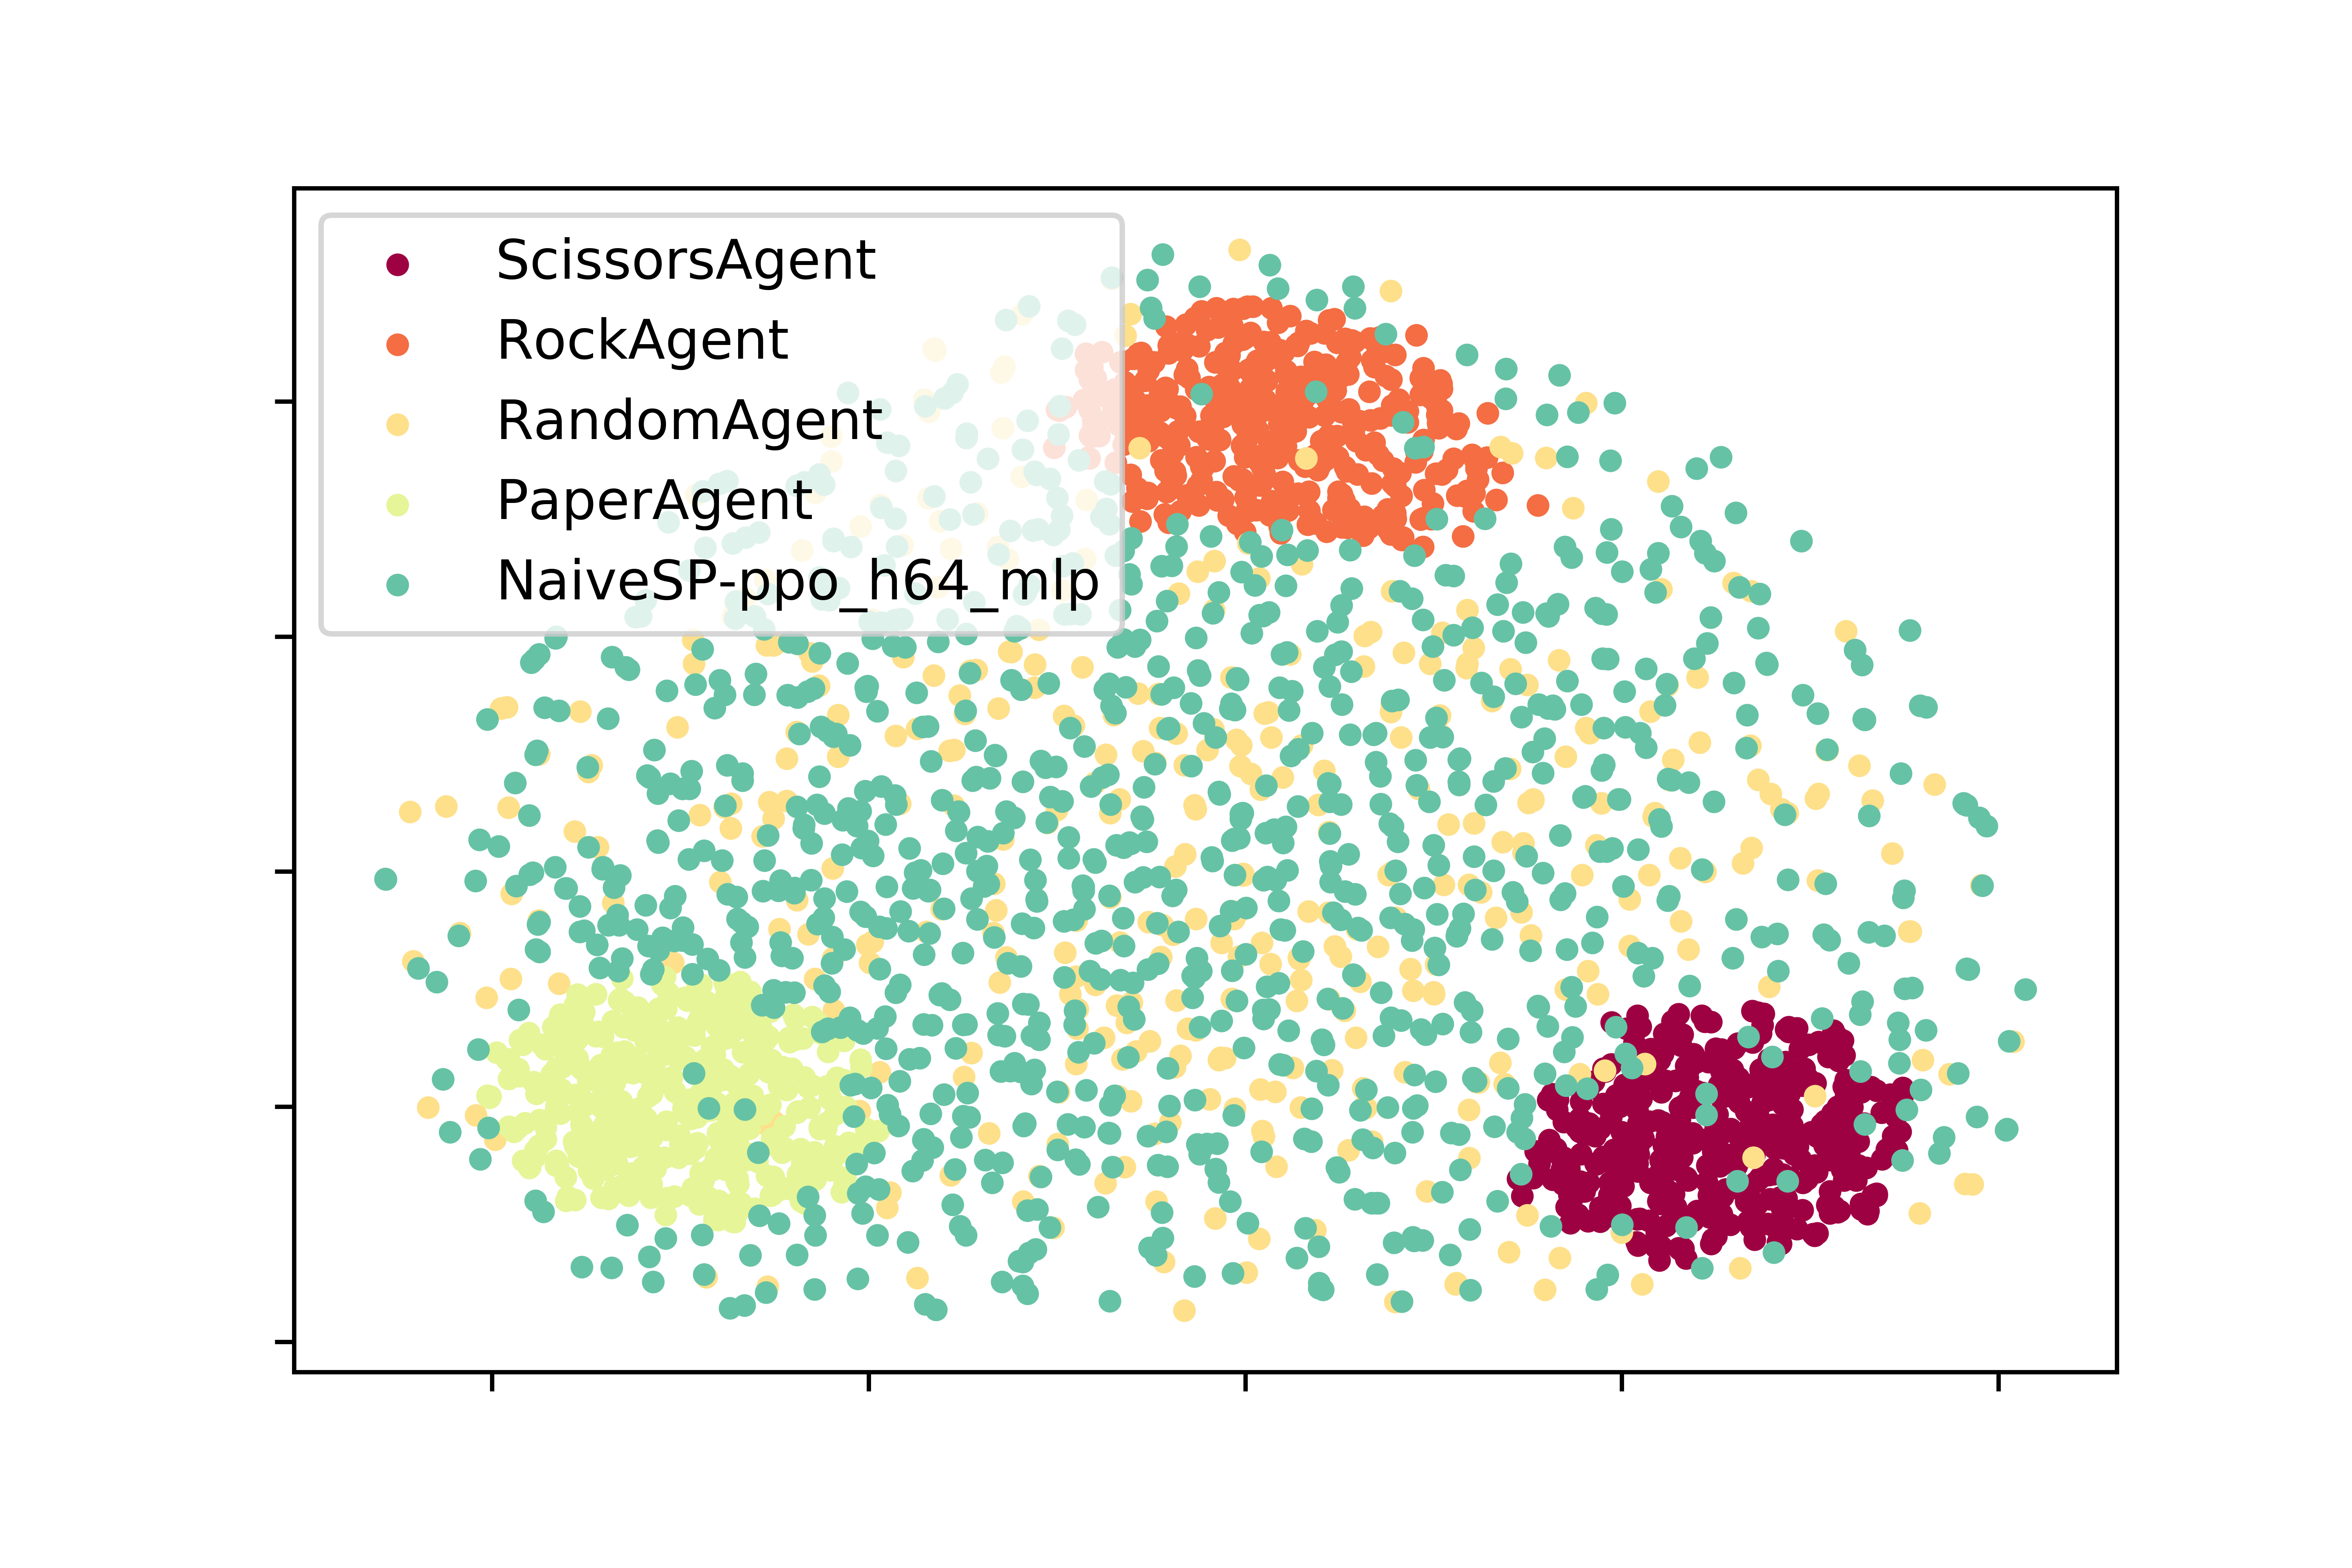 ScissorsAgent
RockAgent
RandomAgent
PaperAgent
NaiveSP-ppo_h64_mlp